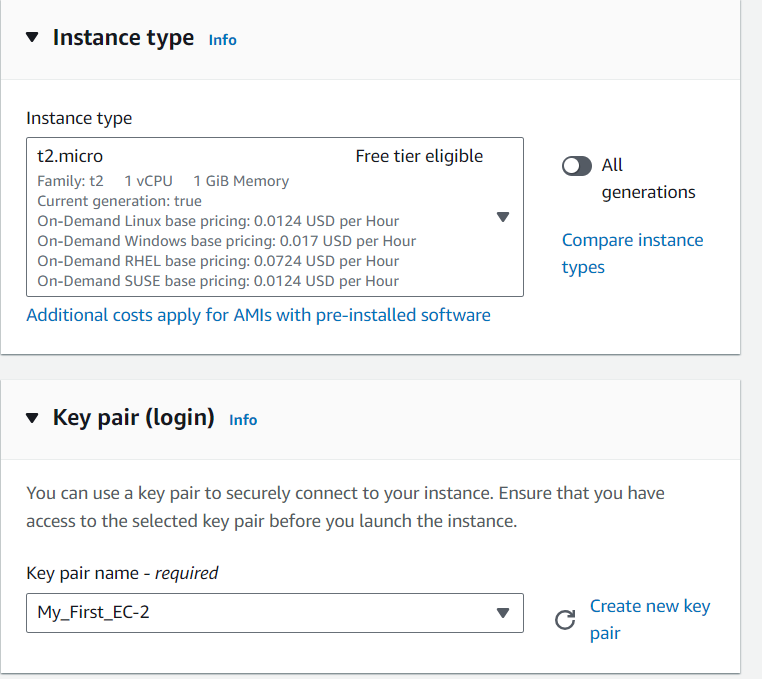 Instance type Info
Instance type
t2.micro Free tier eligible
Family: t2 1 vCPU 1 GiB Memory
Current generation: true
On-Demand Linux base pricing: 0.0124 USD per Hour
On-Demand Windows base pricing: 0.017 USD per Hour
On-Demand RHEL base pricing: 0.0724 USD per Hour
On-Demand SUSE base pricing: 0.0124 USD per Hour
All
generations
Compare instance
types
Additional costs apply for AMIs with pre-installed software
Key pair (login) Info
You can use a key pair to securely connect to your instance. Ensure that you have
access to the selected key pair before you launch the instance.
Key pair name - required
My_First_EC-2
Create new key
pair